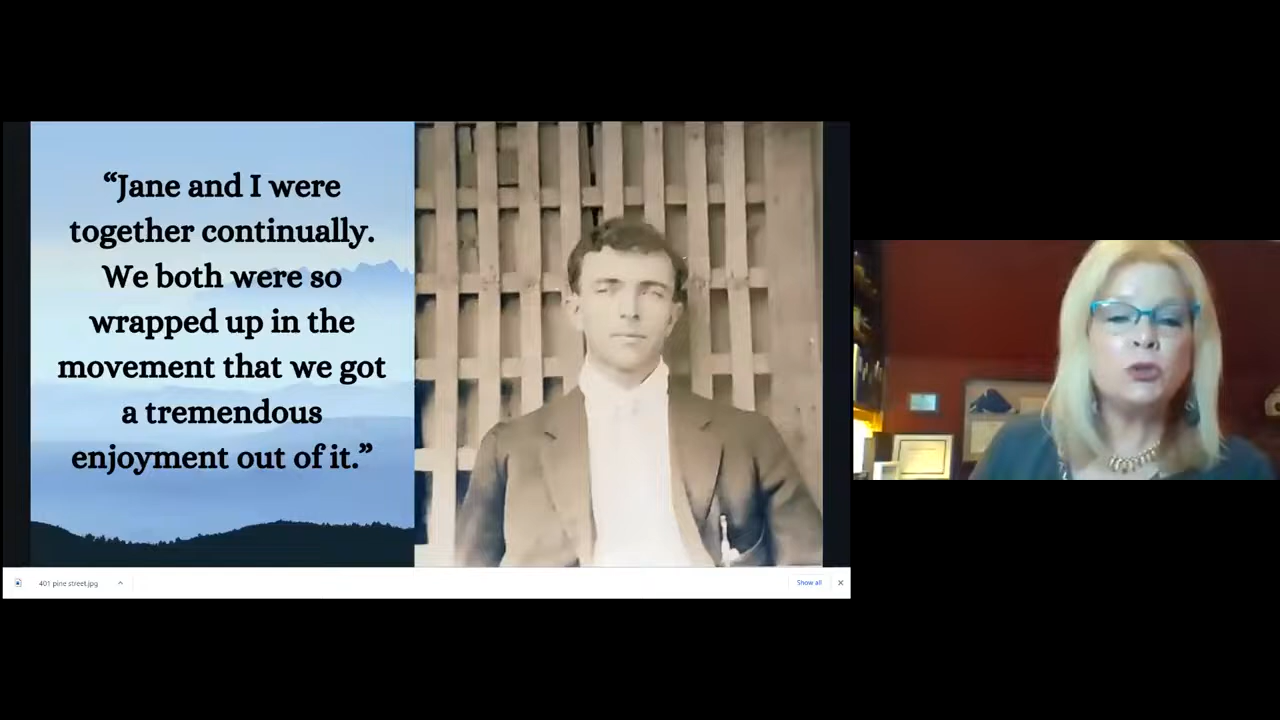 “Jane and I were
together continually.
We both were so
wrapped up in the
movement that we got
a tremendous
enjoyment out of it.”
401 pine street.jpg
Show all